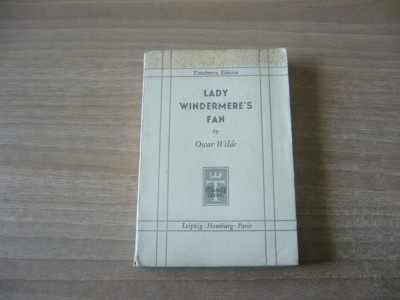 Tauchnitz Edition
LADY
WINDERMERE'S
FAN
by
Oscar Wilde
T
Leipzig · Hamburg · Paris